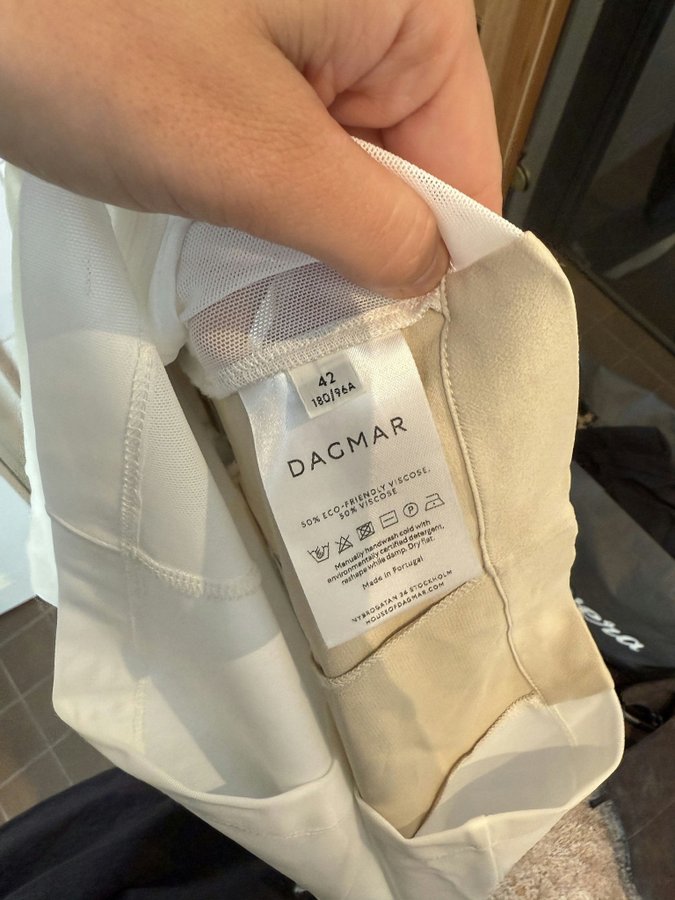 42
180/96A
DAGMAR
50% ECO-FRIENDLY VISCOSE,
50% VISCOSE
P
Manually handwash cold with
environmentally certified detergent,
reshape while damp. Dry flat.
Made in Portugal
NYBROGATAN 36 STOCKHOLM
HOUSEOFDAGMAR.COM